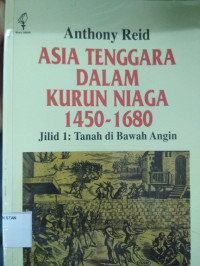 Anthony Reid
ASIA TENGGARA
DALAM
KURUN NIAGA
1450-1680
Jilid 1: Tanah di Bawah Angin